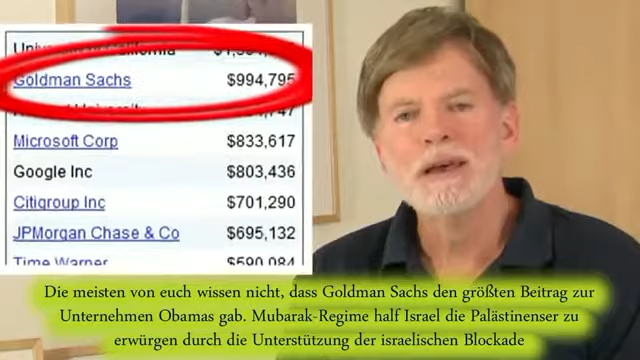 Goldman Sachs $994,795
Microsoft Corp $833,617
Google Inc $803,436
Citigroup Inc $701,290
JPMorgan Chase & Co $695,132
Time Warner $590,084
Die meisten von euch wissen nicht, dass Goldman Sachs den größten Beitrag zur
Unternehmen Obamas gab. Mubarak-Regime half Israel die Palästinenser zu
erwürgen durch die Unterstützung der israelischen Blockade